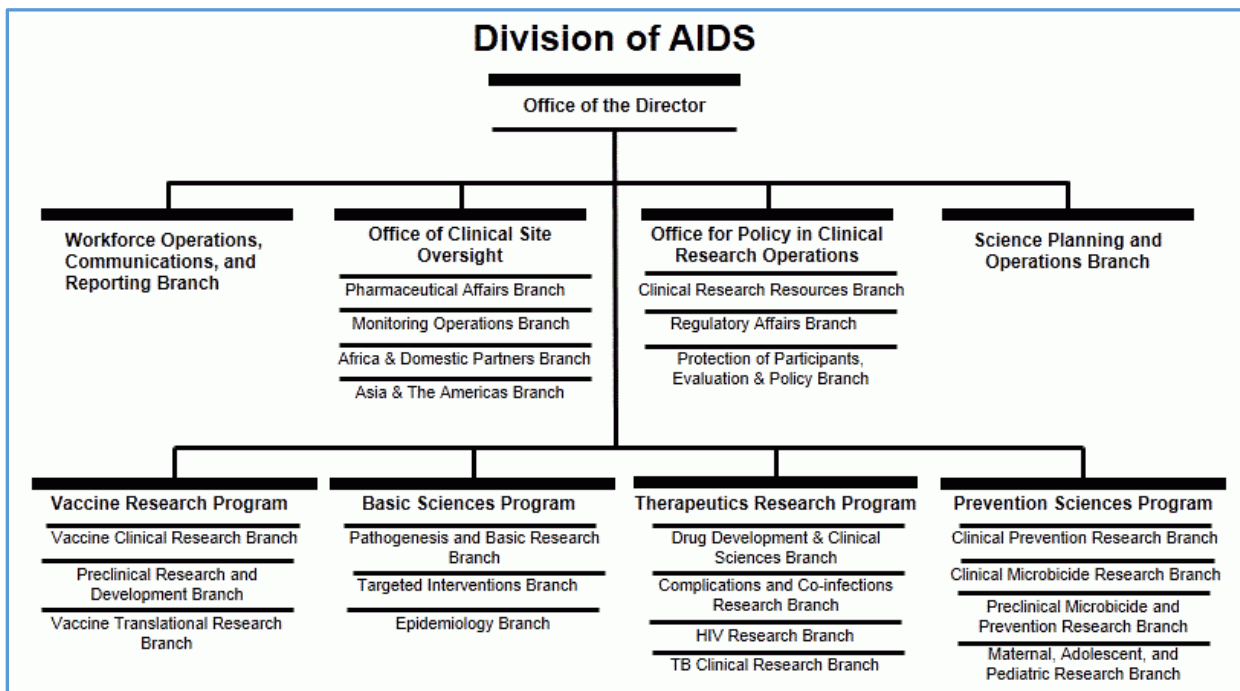 Division of AIDS
Office of the Director
Workforce Operations,
Communications, and
Reporting Branch
Office of Clinical Site
Oversight
Pharmaceutical Affairs Branch
Monitoring Operations Branch
Africa & Domestic Partners Branch
Asia & The Americas Branch
Office for Policy in Clinical
Research Operations
Clinical Research Resources Branch
Regulatory Affairs Branch
Protection of Participants,
Evaluation & Policy Branch
Science Planning and
Operations Branch
Vaccine Research Program
Vaccine Clinical Research Branch
Preclinical Research and
Development Branch
Vaccine Translational Research
Branch
Basic Sciences Program
Pathogenesis and Basic Research
Branch
Targeted Interventions Branch
Epidemiology Branch
Therapeutics Research Program
Drug Development & Clinical
Sciences Branch
Complications and Co-infections
Research Branch
HIV Research Branch
TB Clinical Research Branch
Prevention Sciences Program
Clinical Prevention Research Branch
Clinical Microbicide Research Branch
Preclinical Microbicide and
Prevention Research Branch
Maternal, Adolescent, and
Pediatric Research Branch